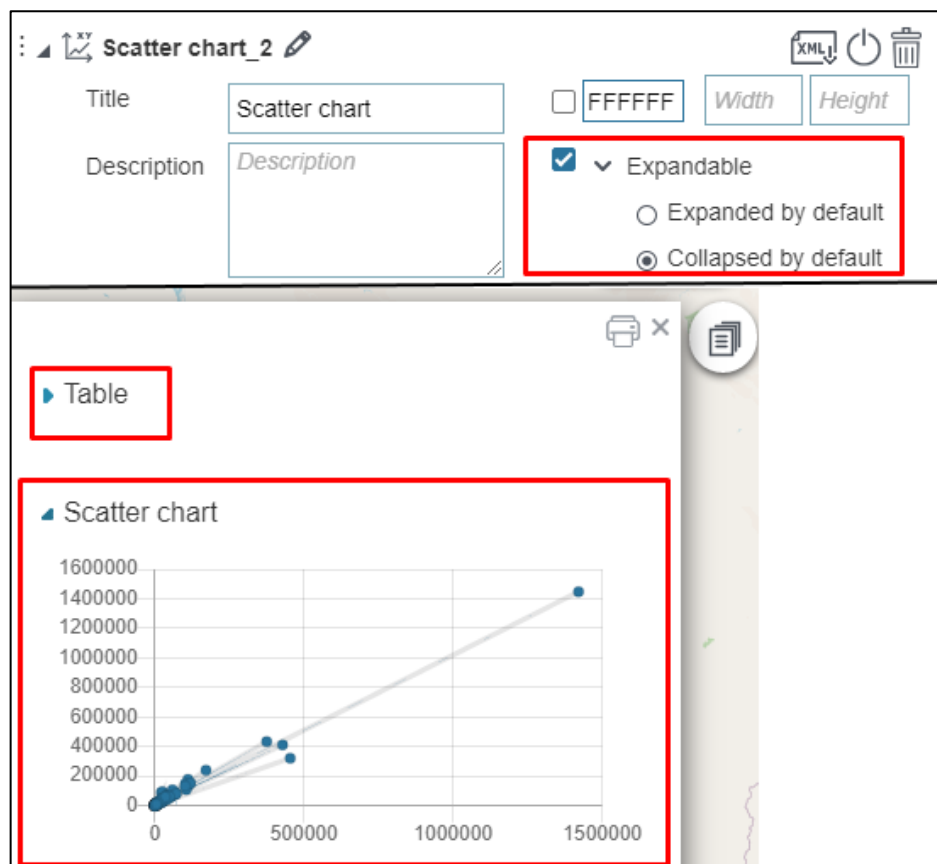 XY Scatter chart_2 XML
Title Scatter chart FFFFFF Width Height
Description Description Expandable
Expanded by default
Collapsed by default
Table
Scatter chart
1600000
1400000
1200000
1000000
800000
600000
400000
200000
0
0 500000 1000000 1500000